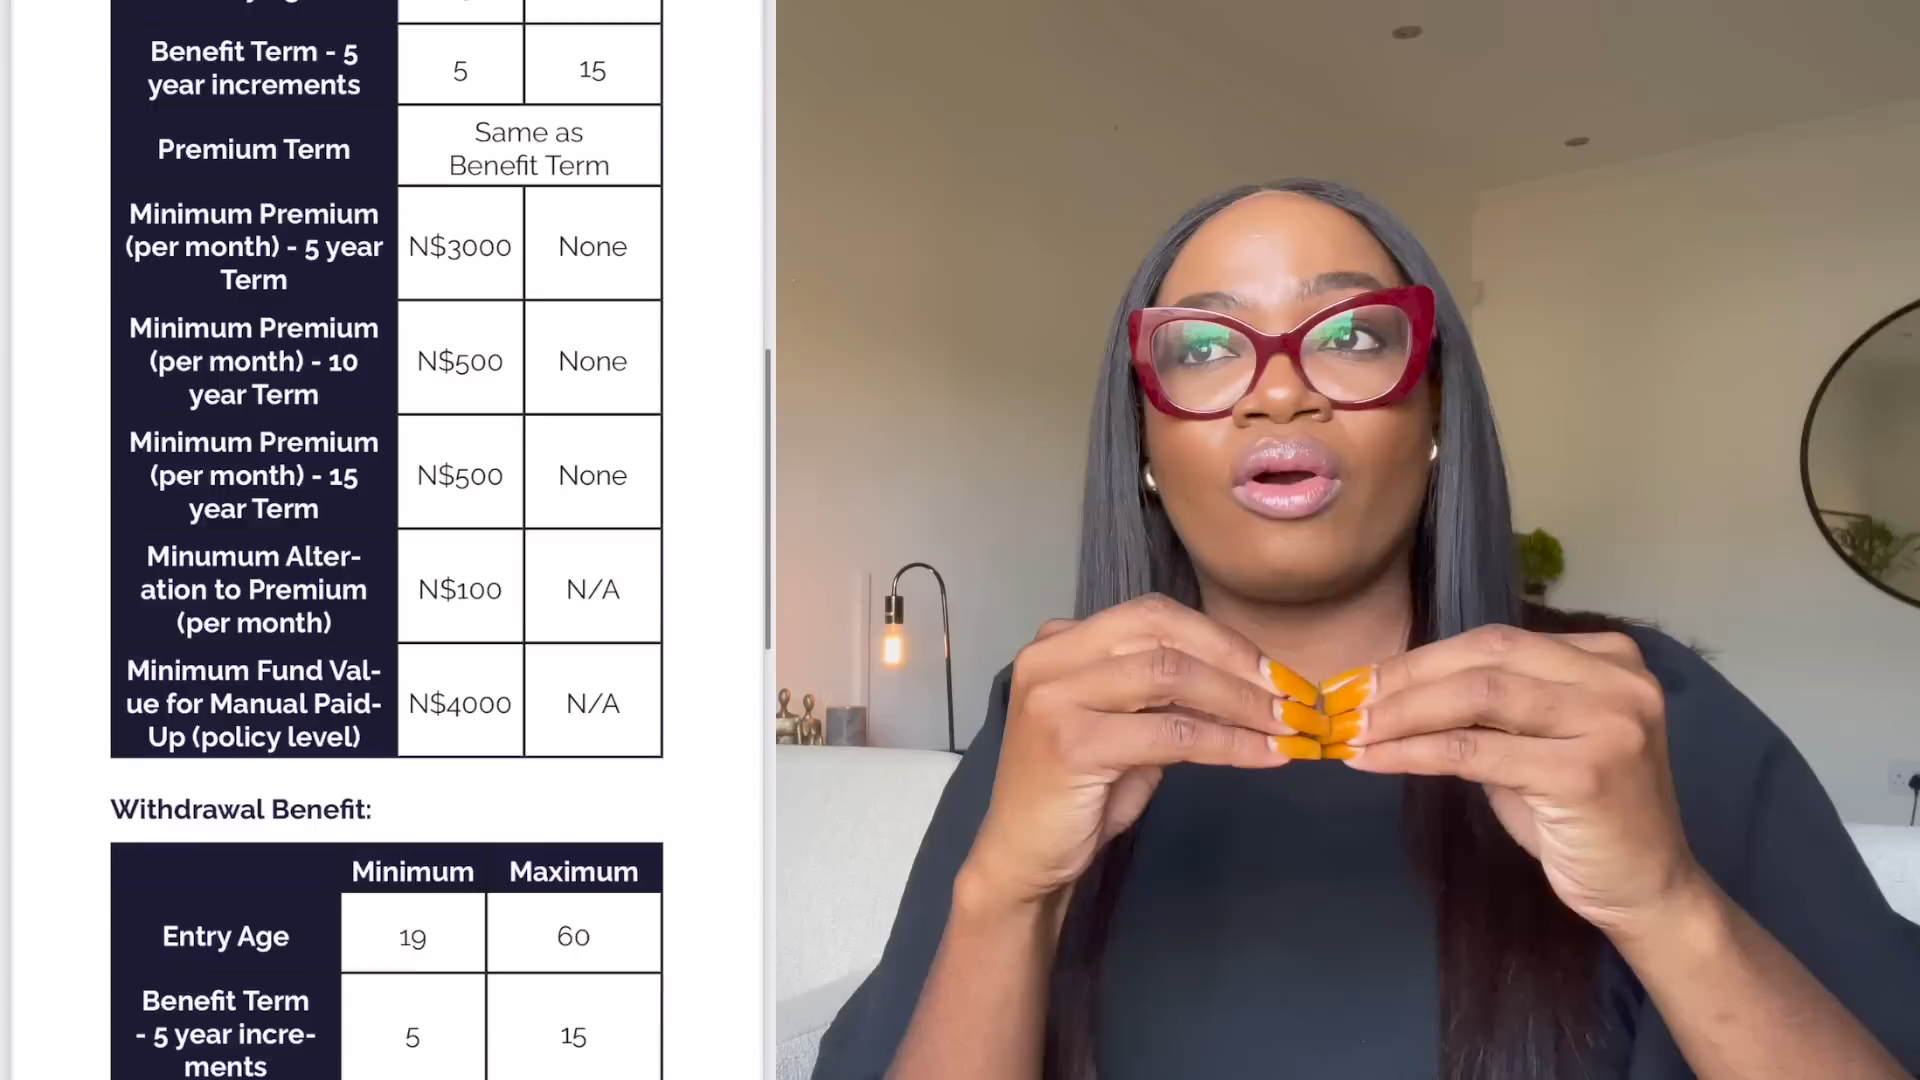 Benefit Term - 5
year increments
5
15
Premium Term
Same as
Benefit Term
Minimum Premium
(per month) - 5 year
Term
N$3000
None
Minimum Premium
(per month) - 10
year Term
N$500
None
Minimum Premium
(per month) - 15
year Term
N$500
None
Minumum Alter-
ation to Premium
(per month)
N$100
N/A
Minimum Fund Val-
ue for Manual Paid-
Up (policy level)
N$4000
N/A
Withdrawal Benefit:
Minimum
Maximum
Entry Age
19
60
Benefit Term
- 5 year incre-
ments
5
15